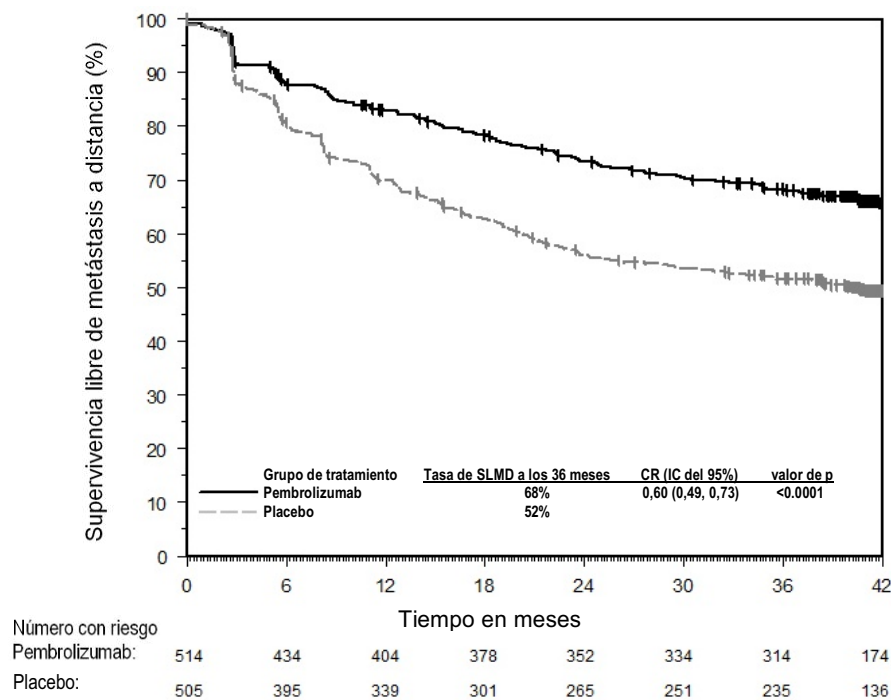 Supervivencia libre de metástasis a distancia (%)
100
90
80
70
60
50
40
30
20
10
0
Grupo de tratamiento Tasa de SLMD a los 36 meses CR (IC del 95%) valor de p
Pembrolizumab 68% 0,60 (0,49, 0,73) <0.0001
Placebo 52%
0 6 12 18 24 30 36 42
Tiempo en meses
Número con riesgo
Pembrolizumab: 514 434 404 378 352 334 314 174
Placebo: 505 395 339 301 265 251 235 136